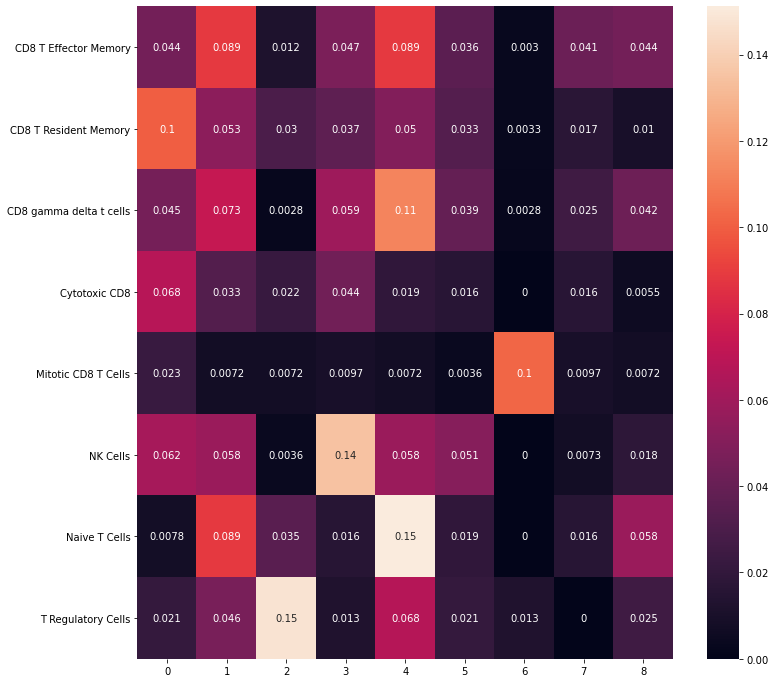 CD8 T Effector Memory 0.044 0.089 0.012 0.047 0.089 0.036 0.003 0.041 0.044
CD8 T Resident Memory 0.1 0.053 0.03 0.037 0.05 0.033 0.0033 0.017 0.01
CD8 gamma delta t cells 0.045 0.073 0.0028 0.059 0.11 0.039 0.0028 0.025 0.042
Cytotoxic CD8 0.068 0.033 0.022 0.044 0.019 0.016 0 0.016 0.0055
Mitotic CD8 T Cells 0.023 0.0072 0.0072 0.0097 0.0072 0.0036 0.1 0.0097 0.0072
NK Cells 0.062 0.058 0.0036 0.14 0.058 0.051 0 0.0073 0.018
Naive T Cells 0.0078 0.089 0.035 0.016 0.15 0.019 0 0.016 0.058
T Regulatory Cells 0.021 0.046 0.15 0.013 0.068 0.021 0.013 0 0.025
0 1 2 3 4 5 6 7 8
0.14
0.12
0.10
0.08
0.06
0.04
0.02
0.00